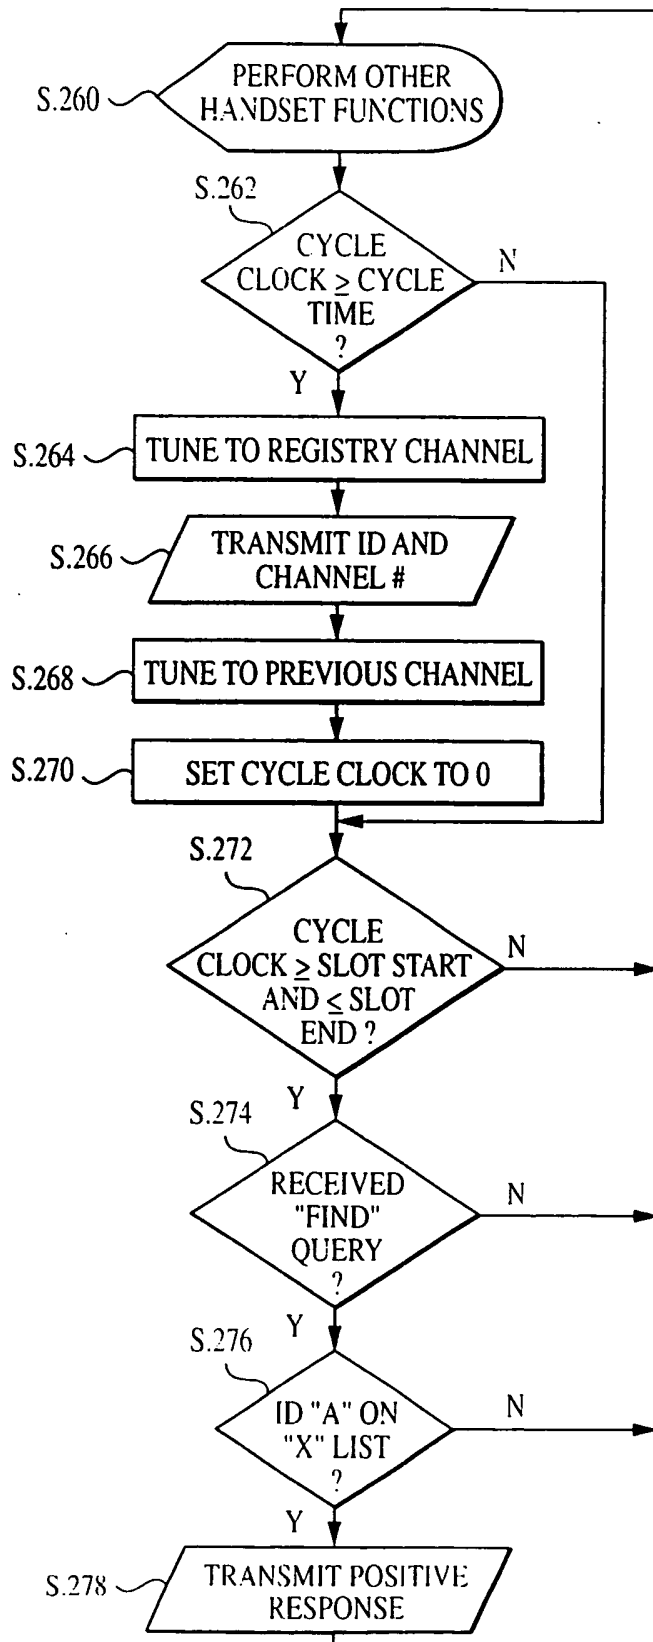 S.260
PERFORM OTHER
HANDSET FUNCTIONS
S.262
CYCLE
CLOCK ≥ CYCLE
TIME
?
N
Y
S.264
TUNE TO REGISTRY CHANNEL
S.266
TRANSMIT ID AND
CHANNEL #
S.268
TUNE TO PREVIOUS CHANNEL
S.270
SET CYCLE CLOCK TO 0
S.272
CYCLE
CLOCK ≥ SLOT START
AND ≤ SLOT
END ?
N
Y
S.274
RECEIVED
"FIND"
QUERY
?
N
Y
S.276
ID "A" ON
"X" LIST
?
N
Y
S.278
TRANSMIT POSITIVE
RESPONSE